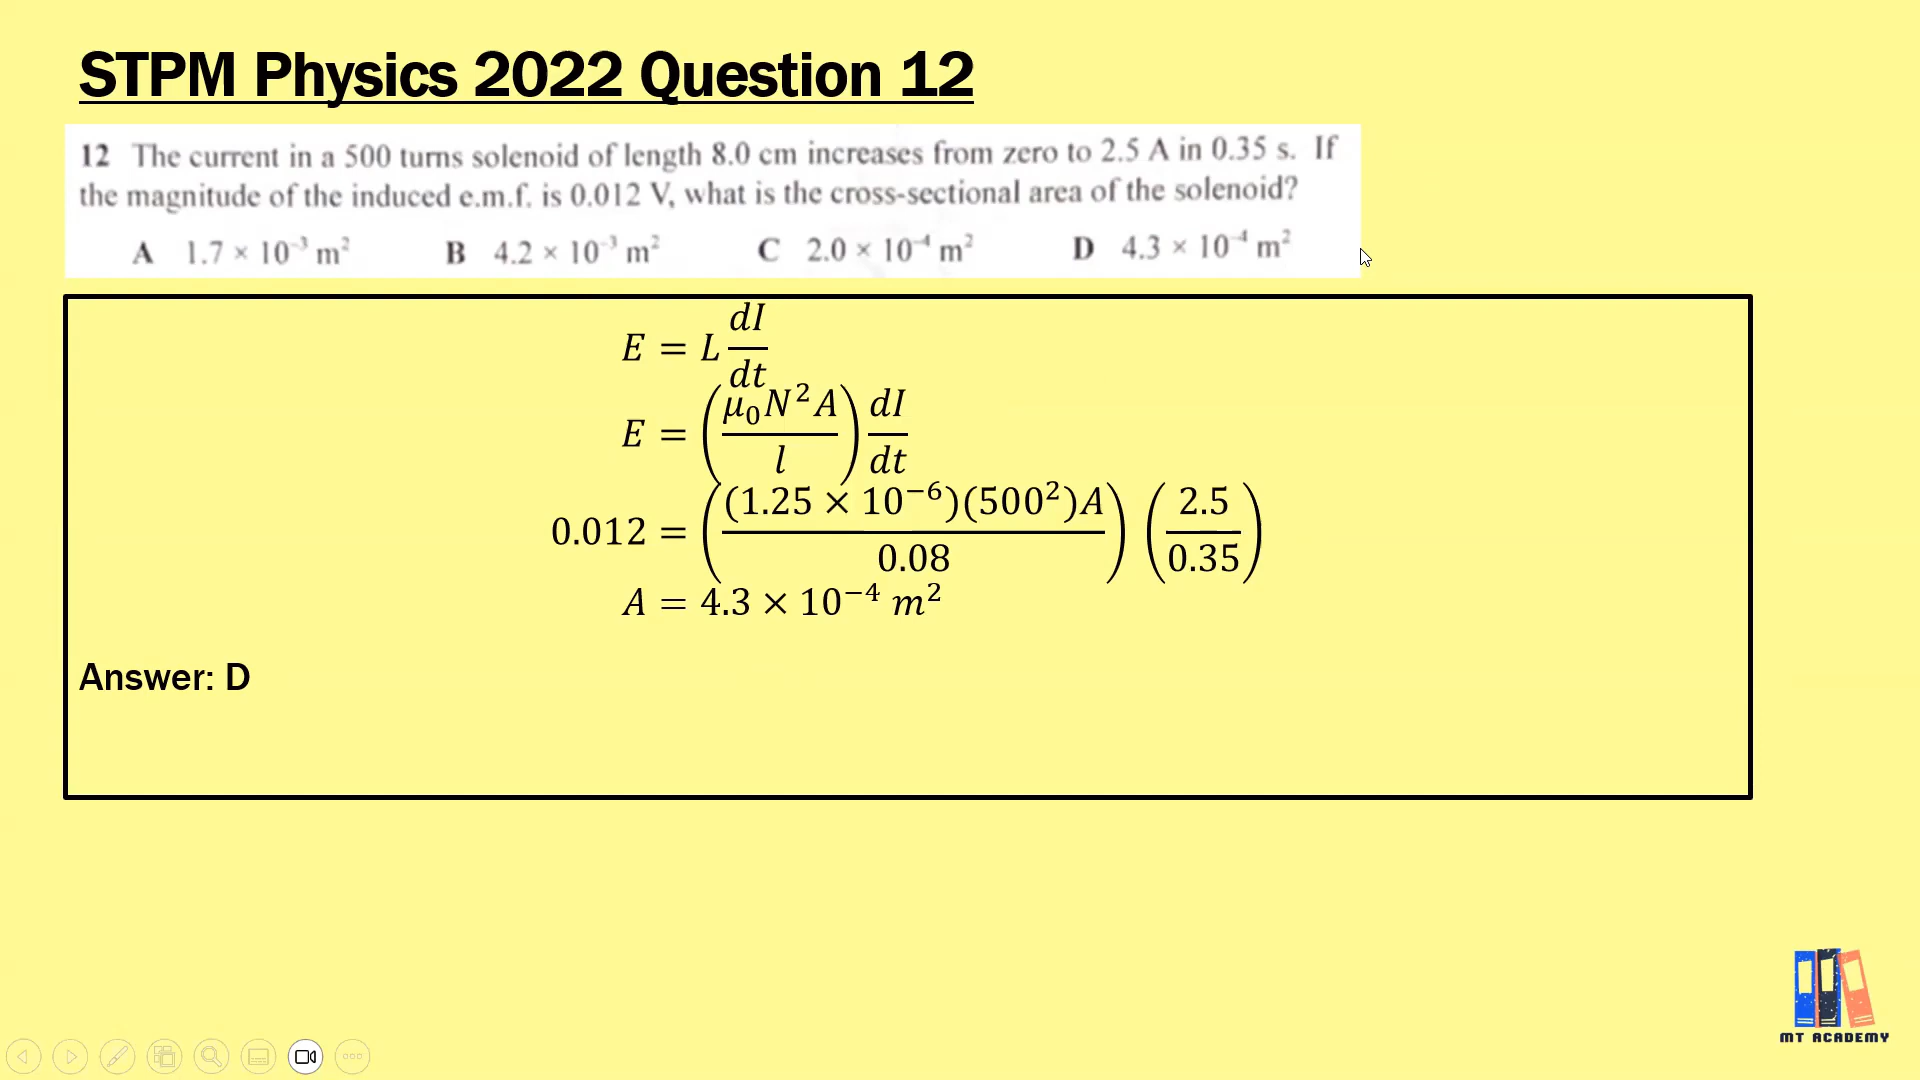 STPM Physics 2022 Question 12
12 The current in a 500 turns solenoid of length 8.0 cm increases from zero to 2.5 A in 0.35 s. If
the magnitude of the induced e.m.f. is 0.012 V, what is the cross-sectional area of the solenoid?
A 1.7 × 10⁻³ m² B 4.2 × 10⁻³ m² C 2.0 × 10⁻⁴ m² D 4.3 × 10⁻⁴ m²
E = L dI/dt
E = (μ₀N²A/l) dI/dt
0.012 = ((1.25 × 10⁻⁶)(500²)A/0.08) (2.5/0.35)
A = 4.3 × 10⁻⁴ m²
Answer: D
MT ACADEMY